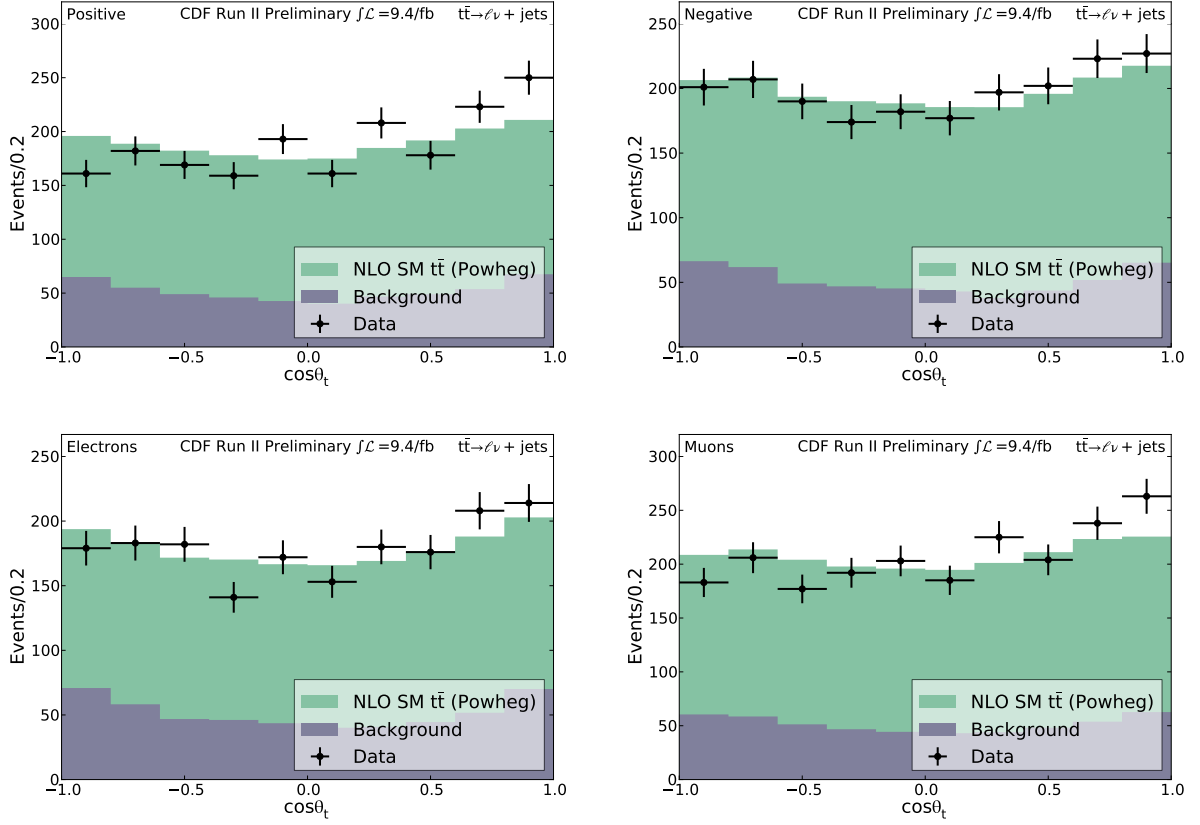 Positive CDF Run II Preliminary ∫ℒ=9.4/fb tt̄→ℓν + jets
300
250
200
150
100
50
0
Events/0.2
NLO SM tt̄ (Powheg)
Background
Data
−1.0 −0.5 0.0 0.5 1.0
cosθ_t
Negative CDF Run II Preliminary ∫ℒ=9.4/fb tt̄→ℓν + jets
250
200
150
100
50
0
Events/0.2
NLO SM tt̄ (Powheg)
Background
Data
−1.0 −0.5 0.0 0.5 1.0
cosθ_t
Electrons CDF Run II Preliminary ∫ℒ=9.4/fb tt̄→ℓν + jets
250
200
150
100
50
0
Events/0.2
NLO SM tt̄ (Powheg)
Background
Data
−1.0 −0.5 0.0 0.5 1.0
cosθ_t
Muons CDF Run II Preliminary ∫ℒ=9.4/fb tt̄→ℓν + jets
300
250
200
150
100
50
0
Events/0.2
NLO SM tt̄ (Powheg)
Background
Data
−1.0 −0.5 0.0 0.5 1.0
cosθ_t